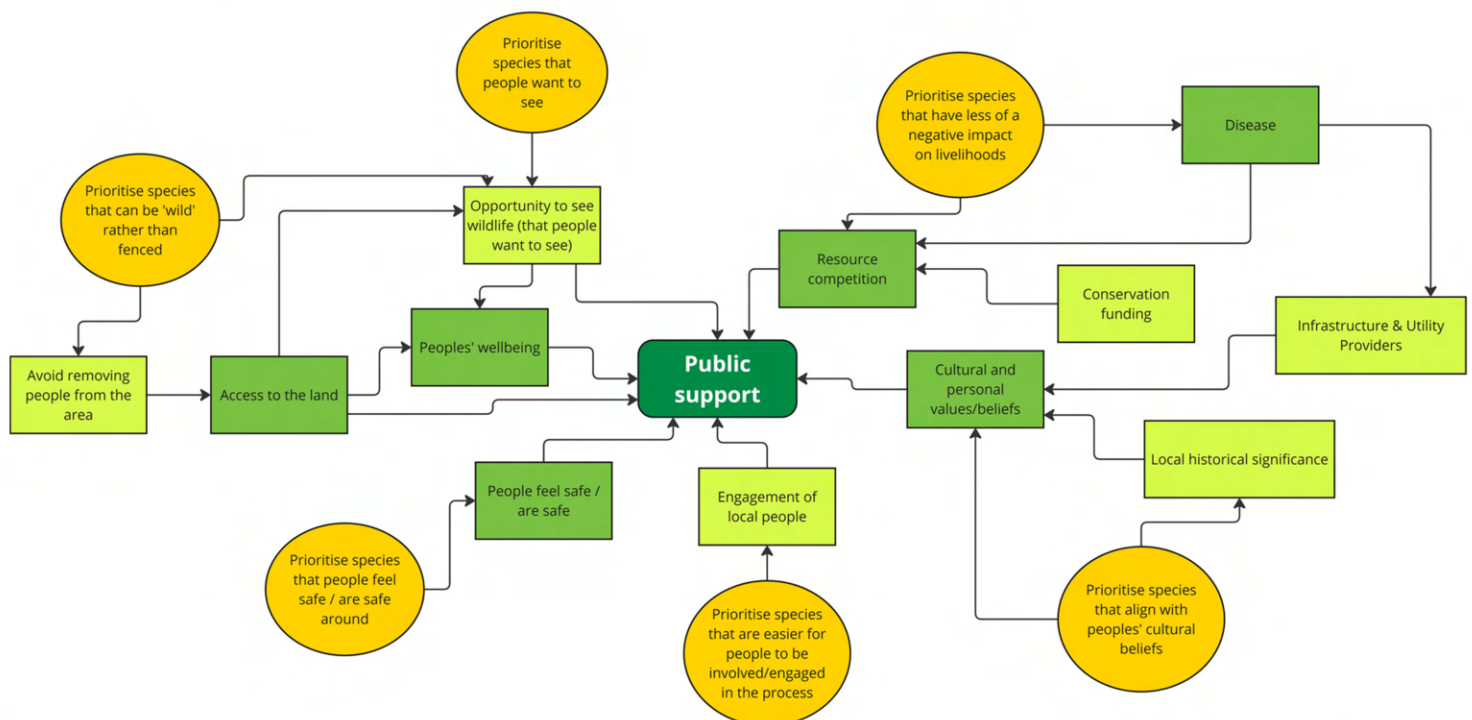 Prioritise
species that
people want to
see
Prioritise species
that have less of a
negative impact
on livelihoods
Disease
Prioritise species
that can be 'wild'
rather than
fenced
Opportunity to see
wildlife (that people
want to see)
Resource
competition
Conservation
funding
Infrastructure & Utility
Providers
Peoples' wellbeing
Public
support
Avoid removing
people from the
area
Access to the land
Cultural and
personal
values/beliefs
Local historical significance
People feel safe /
are safe
Engagement of
local people
Prioritise species
that people feel
safe / are safe
around
Prioritise species
that are easier for
people to be
involved/engaged
in the process
Prioritise species
that align with
peoples' cultural
beliefs